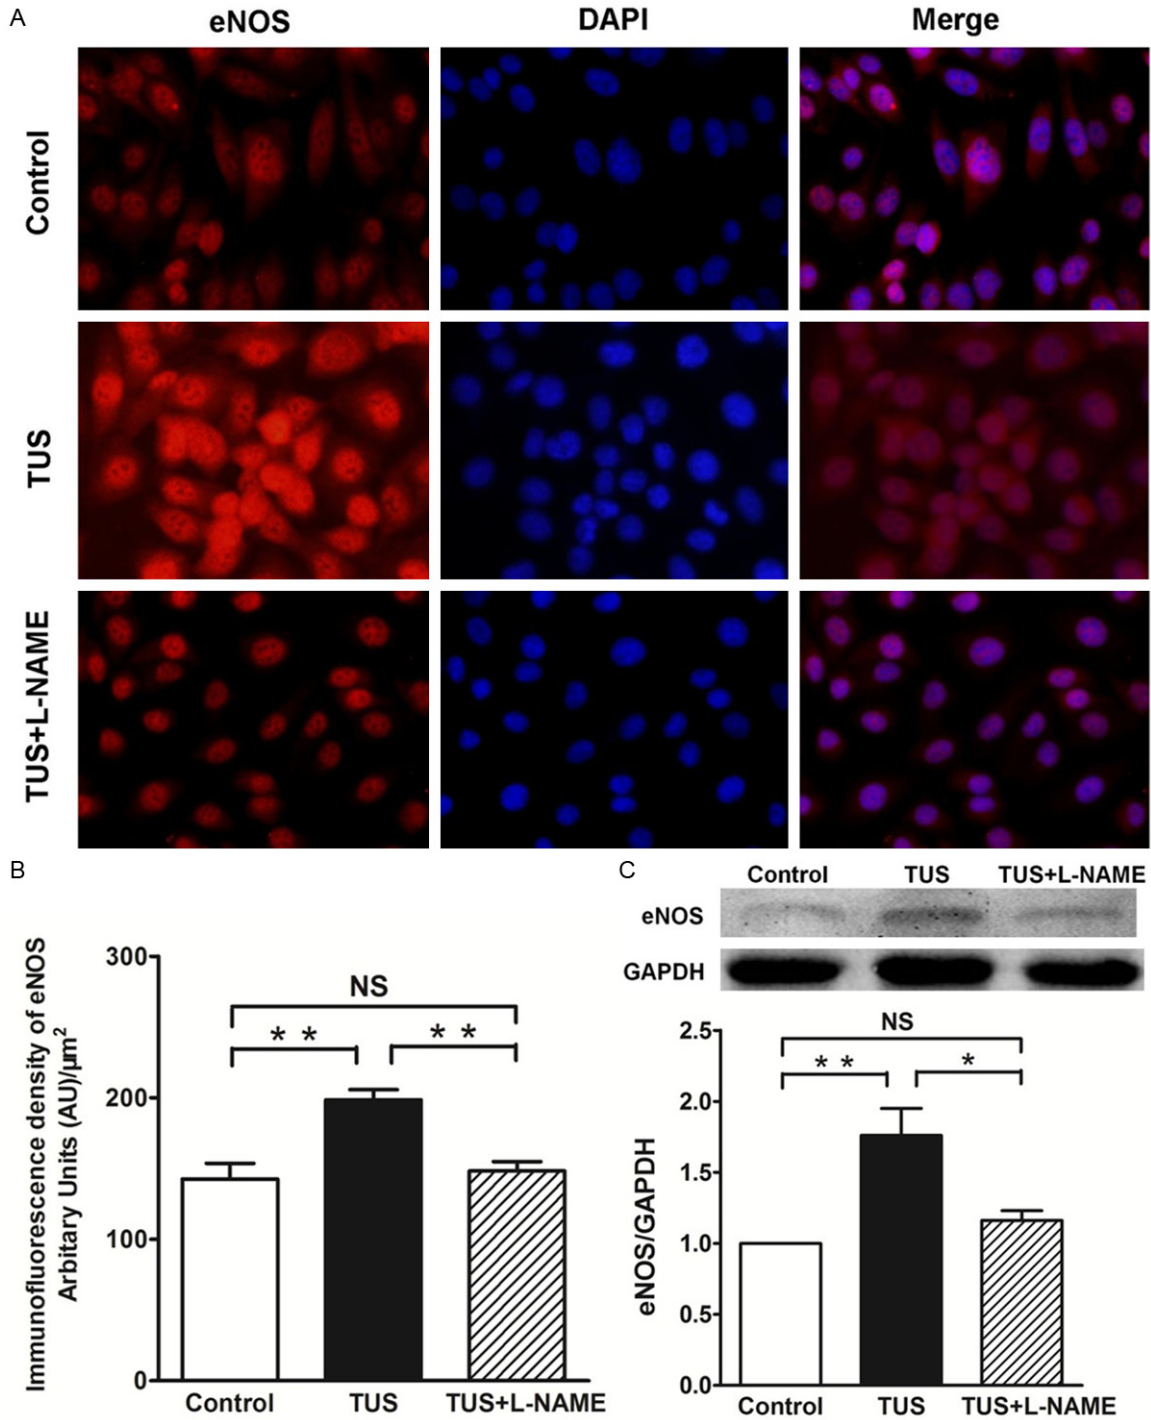 A
eNOS
DAPI
Merge
Control
TUS
TUS+L-NAME
B
Immunofluorescence density of eNOS
Arbitary Units (AU)/μm²
300
200
100
0
NS
* *
* *
Control
TUS
TUS+L-NAME
C
Control
TUS
TUS+L-NAME
eNOS
GAPDH
eNOS/GAPDH
2.5
2.0
1.5
1.0
0.5
0.0
NS
* *
*
Control
TUS
TUS+L-NAME